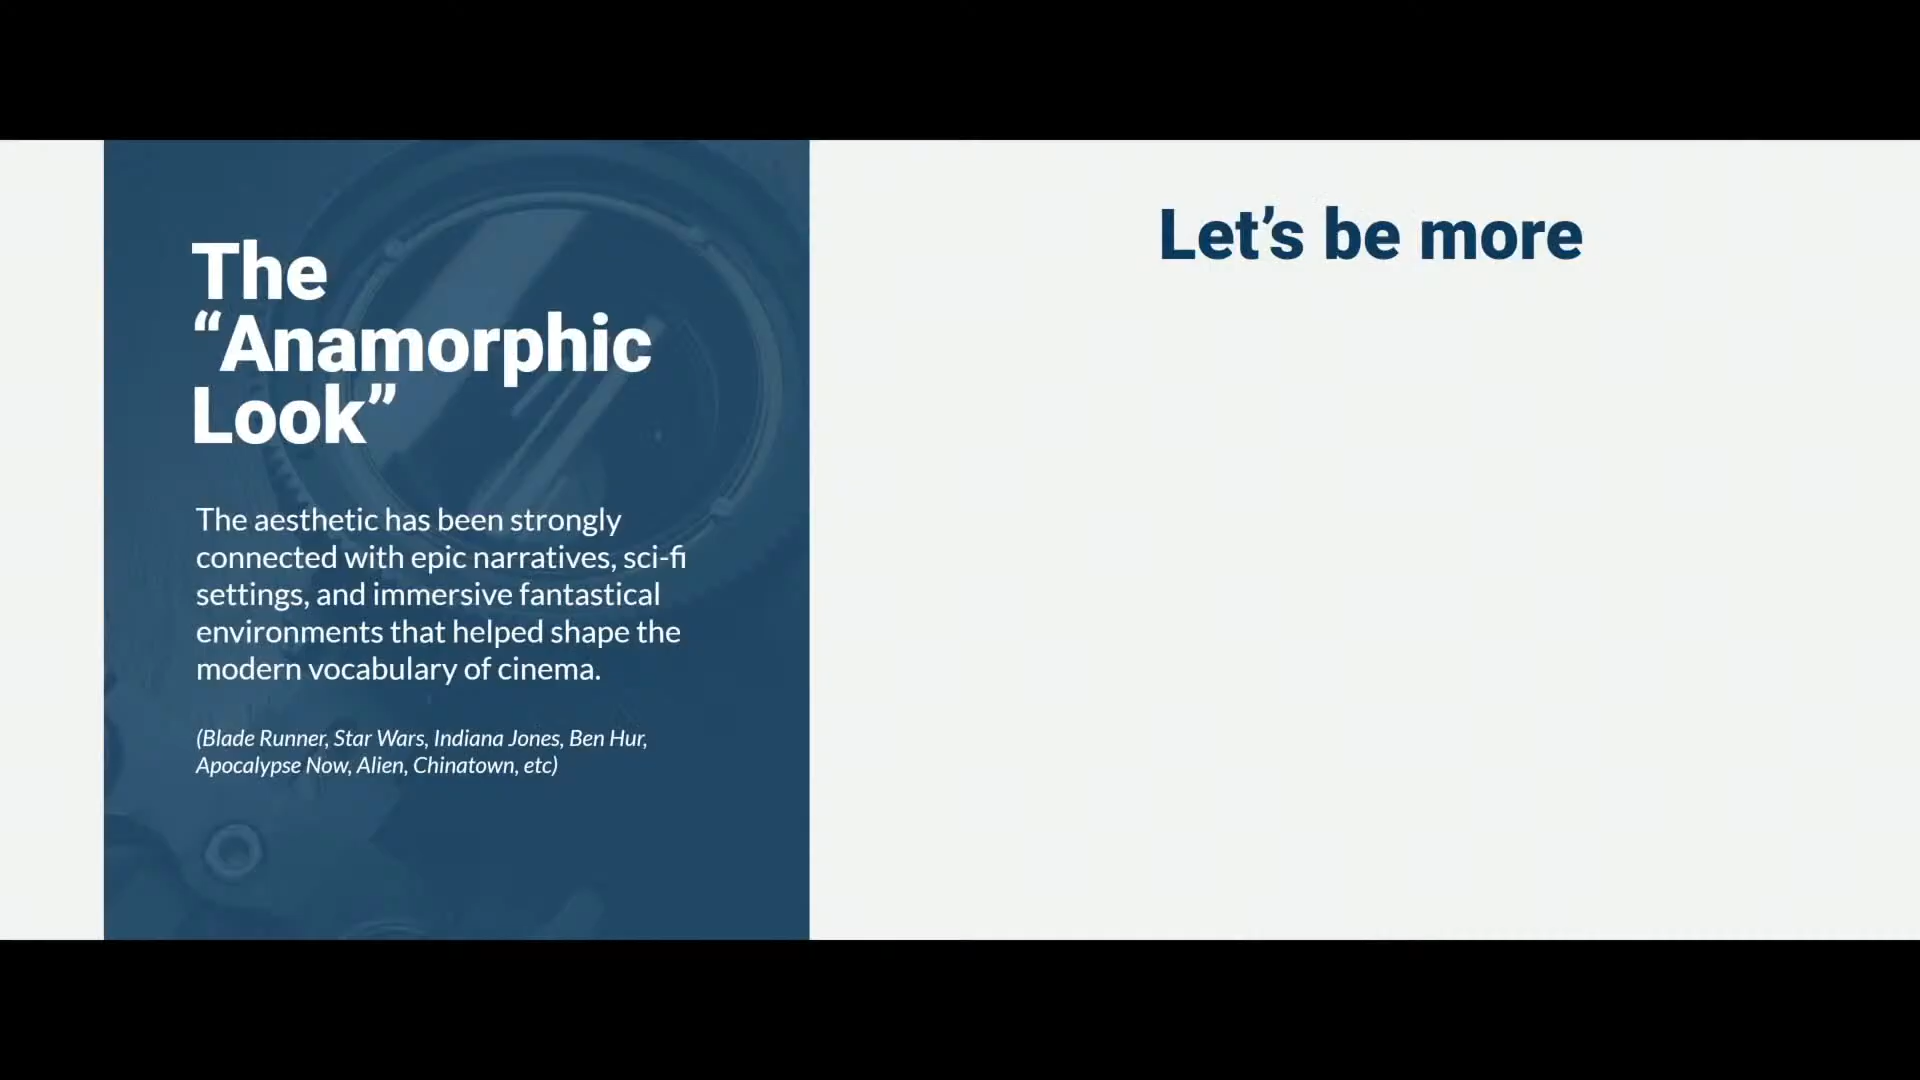 The
“Anamorphic
Look”
The aesthetic has been strongly
connected with epic narratives, sci-fi
settings, and immersive fantastical
environments that helped shape the
modern vocabulary of cinema.
(Blade Runner, Star Wars, Indiana Jones, Ben Hur,
Apocalypse Now, Alien, Chinatown, etc)
Let’s be more